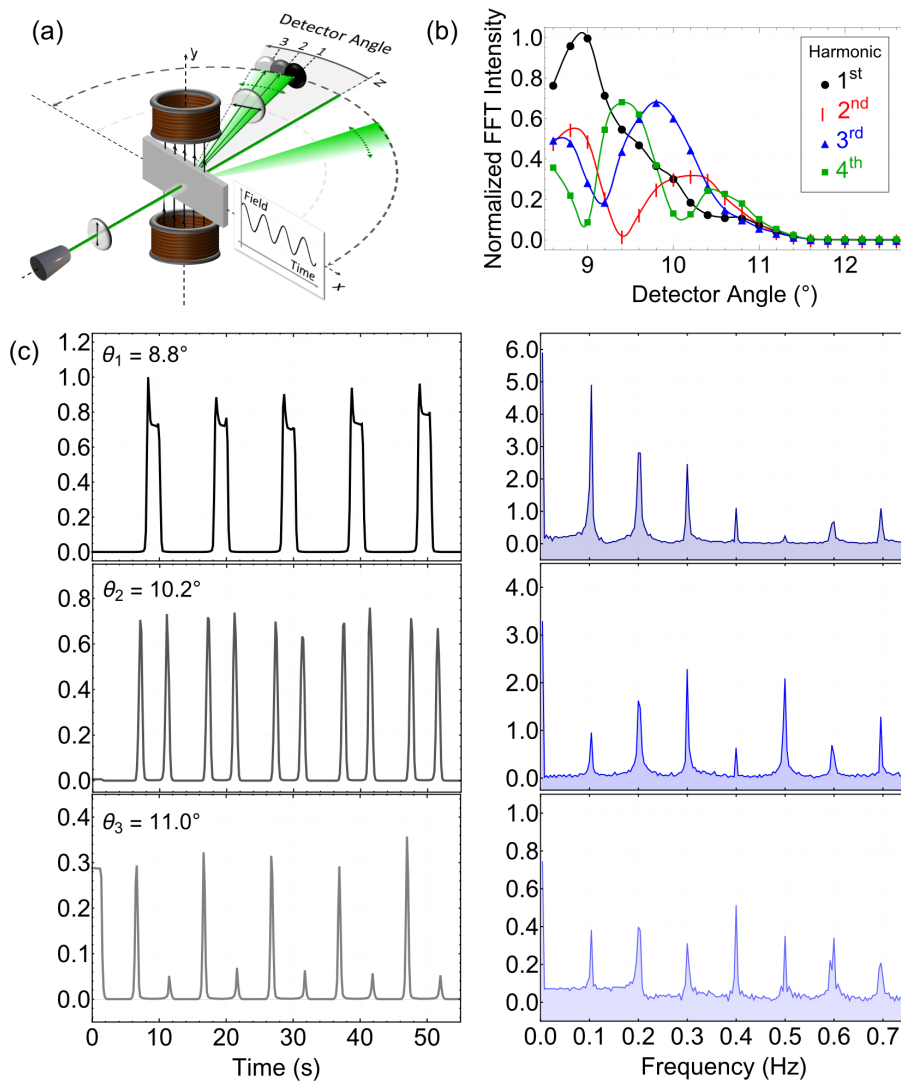 (a)
y
Detector Angle
3 2 1
z
Field
Time
x
(b)
Normalized FFT Intensity
1.0
0.8
0.6
0.4
0.2
0.0
9 10 11 12
Detector Angle (°)
Harmonic
1st
2nd
3rd
4th
(c)
θ1 = 8.8°
1.2
1.0
0.8
0.6
0.4
0.2
0.0
6.0
5.0
4.0
3.0
2.0
1.0
0.0
θ2 = 10.2°
0.8
0.6
0.4
0.2
0.0
4.0
3.0
2.0
1.0
0.0
θ3 = 11.0°
0.4
0.3
0.2
0.1
0.0
1.0
0.8
0.6
0.4
0.2
0.0
0 10 20 30 40 50
Time (s)
0.0 0.1 0.2 0.3 0.4 0.5 0.6 0.7
Frequency (Hz)